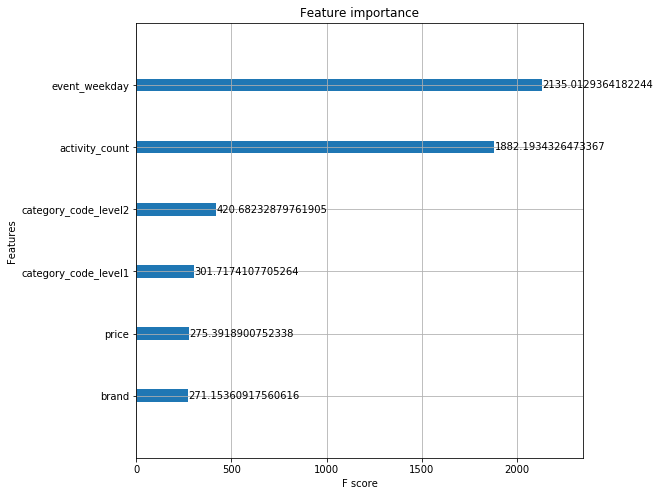 Feature importance
event_weekday
2135.0129364182244
activity_count
1882.1934326473367
category_code_level2
420.68232879761905
category_code_level1
301.7174107705264
price
275.3918900752338
brand
271.15360917560616
Features
0
500
1000
1500
2000
F score